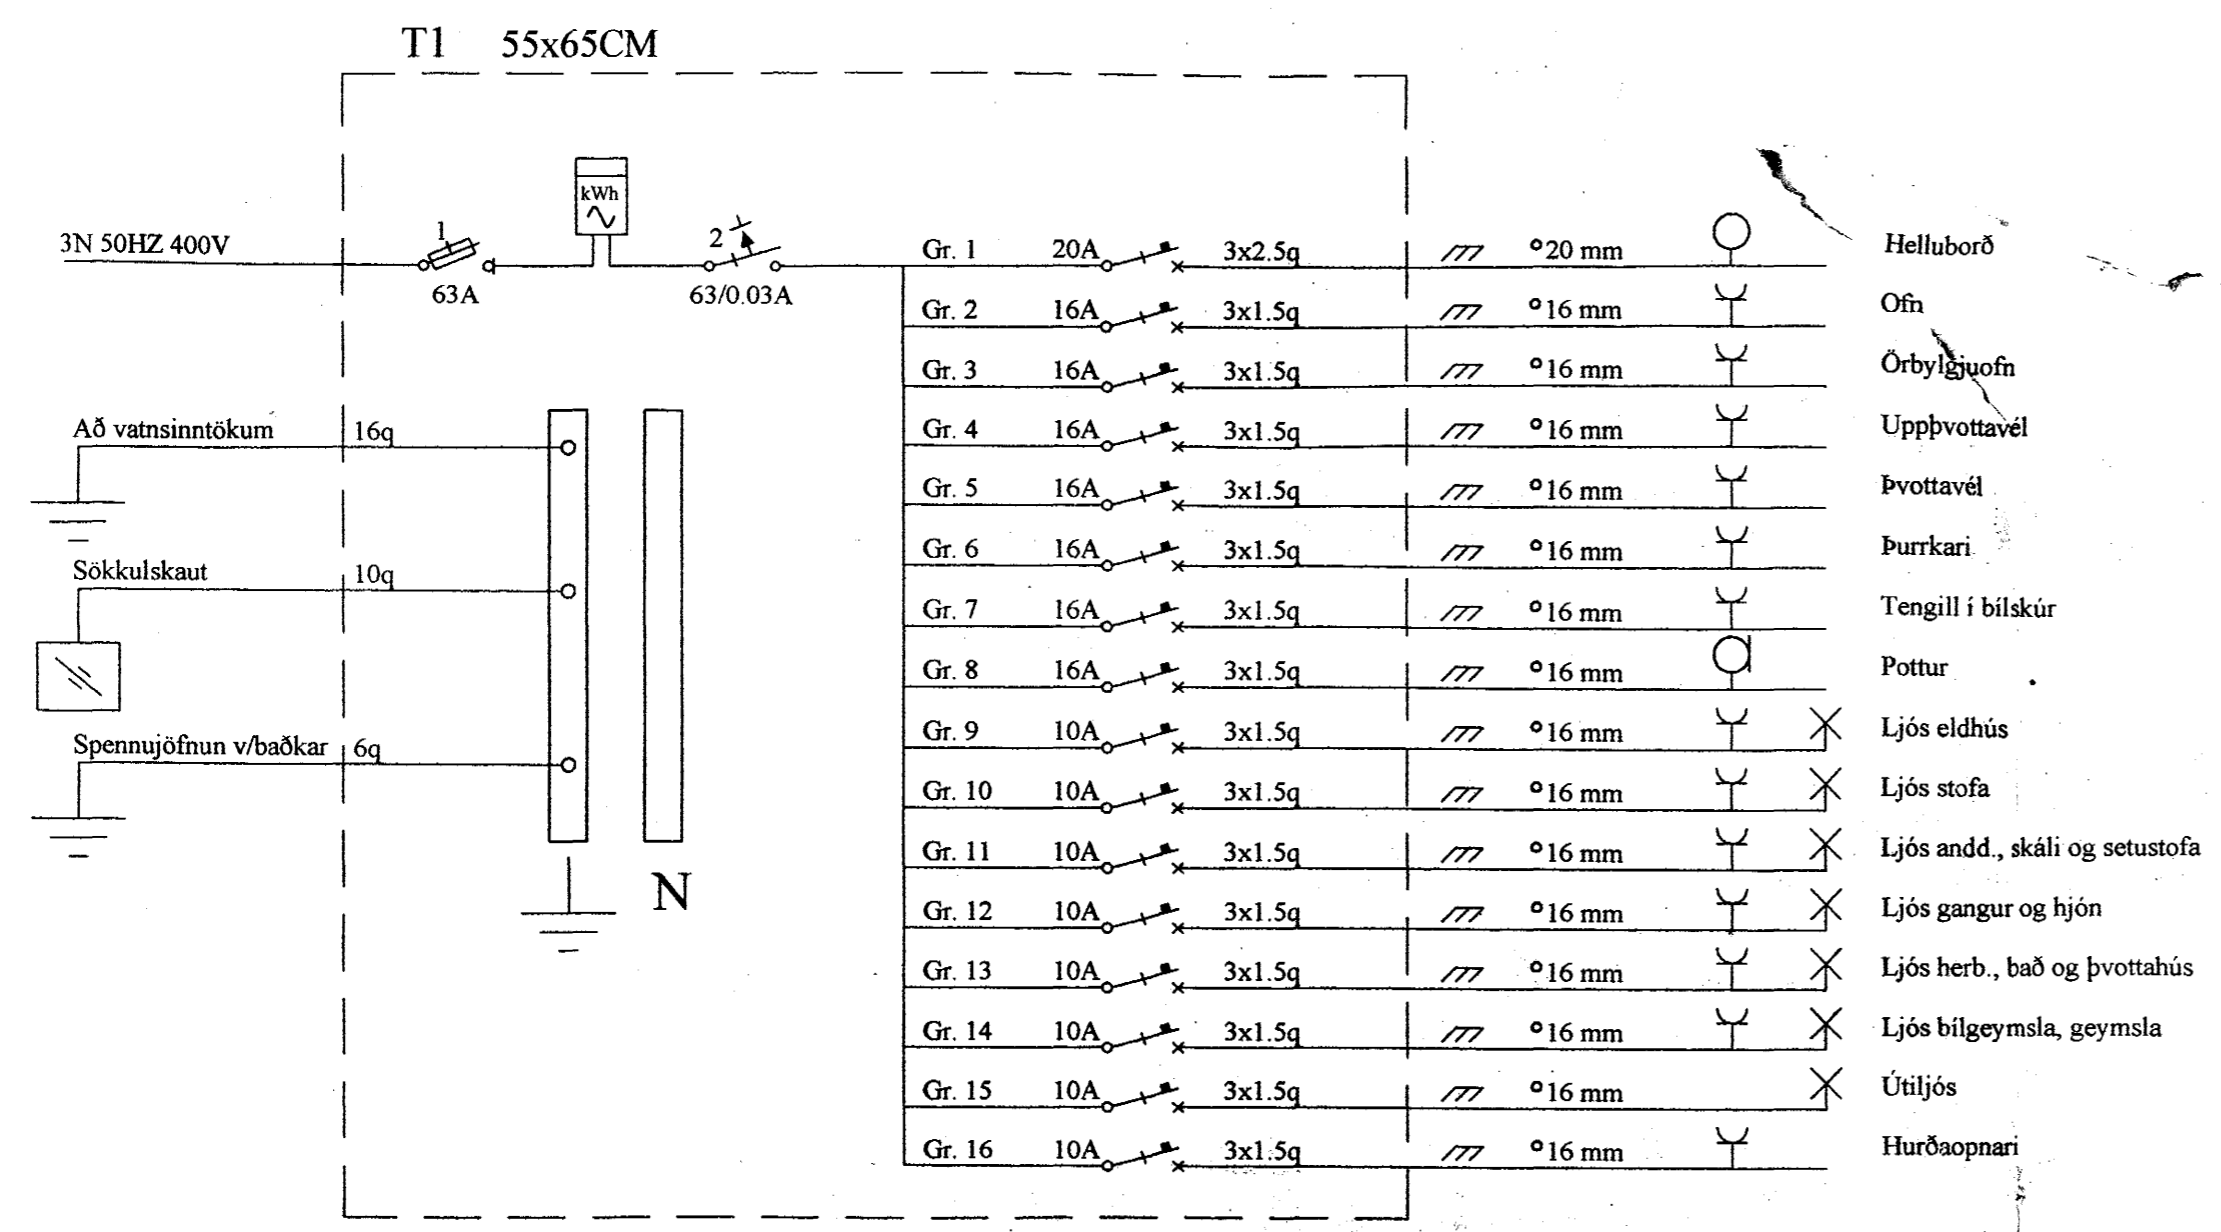 T1 55x65CM
kWh
1
2
3N 50HZ 400V
63A
63/0.03A
Gr. 1 20A 3x2.5q °20 mm Helluborð
Gr. 2 16A 3x1.5q °16 mm Ofn
Gr. 3 16A 3x1.5q °16 mm Örbylgjuofn
Gr. 4 16A 3x1.5q °16 mm Uppþvottavél
Gr. 5 16A 3x1.5q °16 mm Þvottavél
Gr. 6 16A 3x1.5q °16 mm Þurrkari
Gr. 7 16A 3x1.5q °16 mm Tengill í bílskúr
Gr. 8 16A 3x1.5q °16 mm Pottur
Gr. 9 10A 3x1.5q °16 mm Ljós eldhús
Gr. 10 10A 3x1.5q °16 mm Ljós stofa
Gr. 11 10A 3x1.5q °16 mm Ljós andd., skáli og setustofa
Gr. 12 10A 3x1.5q °16 mm Ljós gangur og hjón
Gr. 13 10A 3x1.5q °16 mm Ljós herb., bað og þvottahús
Gr. 14 10A 3x1.5q °16 mm Ljós bílgeymsla, geymsla
Gr. 15 10A 3x1.5q °16 mm Útiljós
Gr. 16 10A 3x1.5q °16 mm Hurðaopnari
Að vatnsinntökum 16q
Sökkulskaut 10q
Spennujöfnun v/baðkar 6q
N